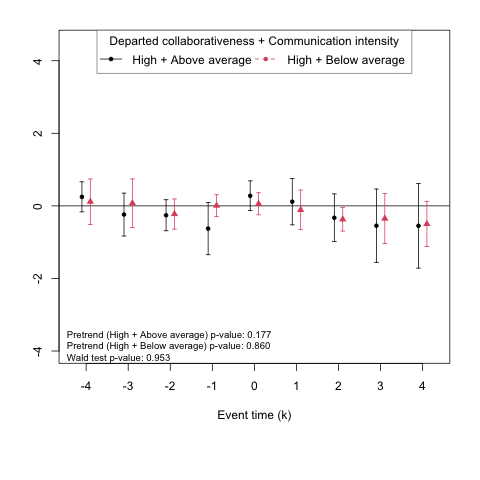 Departed collaborativeness + Communication intensity
High + Above average High + Below average
4
2
0
-2
-4
Pretrend (High + Above average) p-value: 0.177
Pretrend (High + Below average) p-value: 0.860
Wald test p-value: 0.953
-4 -3 -2 -1 0 1 2 3 4
Event time (k)